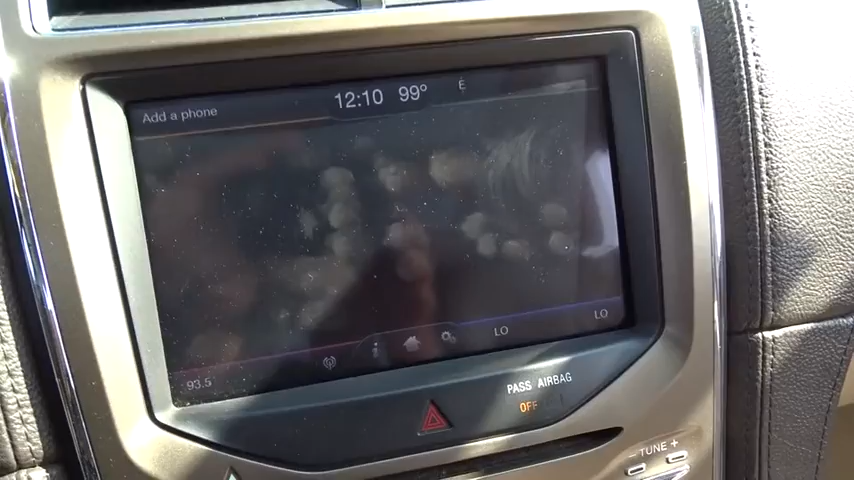 Add a phone 12:10 99° E
93.5 LO LO
PASS AIRBAG
OFF
— TUNE +